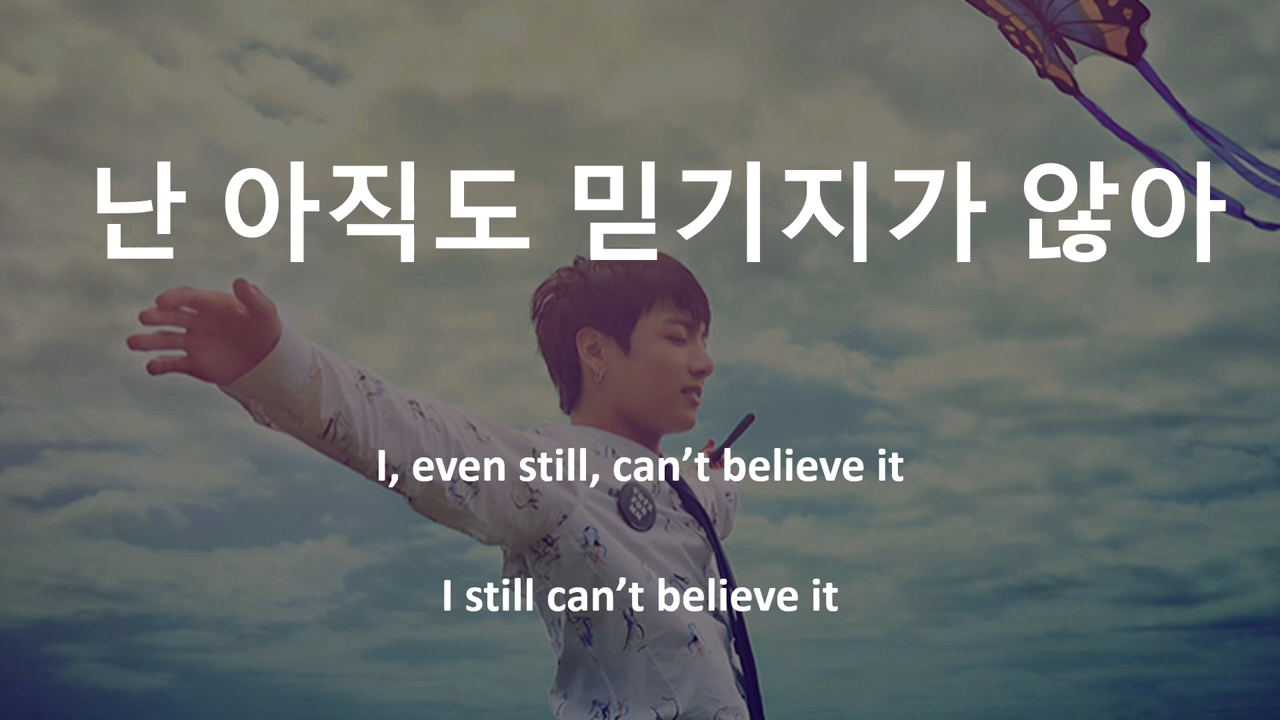 난 아직도 믿기지가 않아
I, even still, can’t believe it
I still can’t believe it